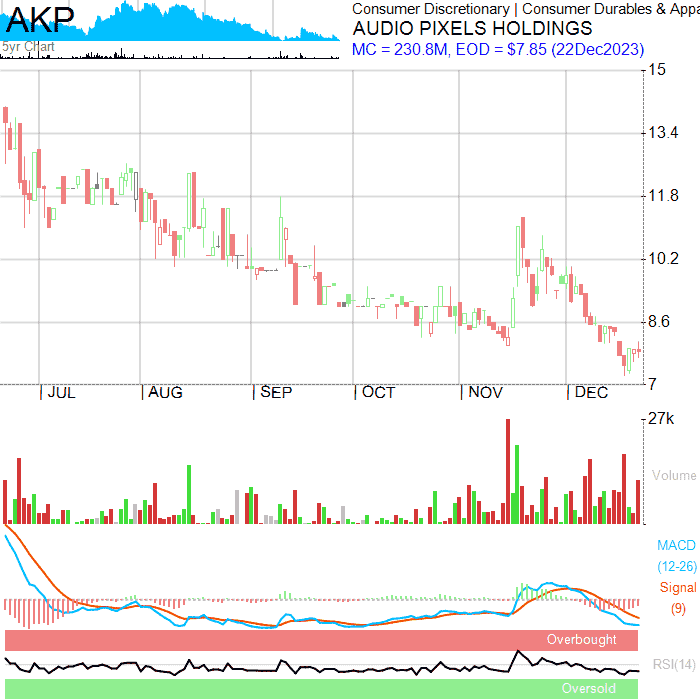 AKP
5yr Chart
Consumer Discretionary | Consumer Durables & Appa
AUDIO PIXELS HOLDINGS
MC = 230.8M, EOD = $7.85 (22Dec2023)
15
13.4
11.8
10.2
8.6
7
JUL AUG SEP OCT NOV DEC
27k
Volume
MACD
(12-26)
Signal
(9)
Overbought
RSI(14)
Oversold